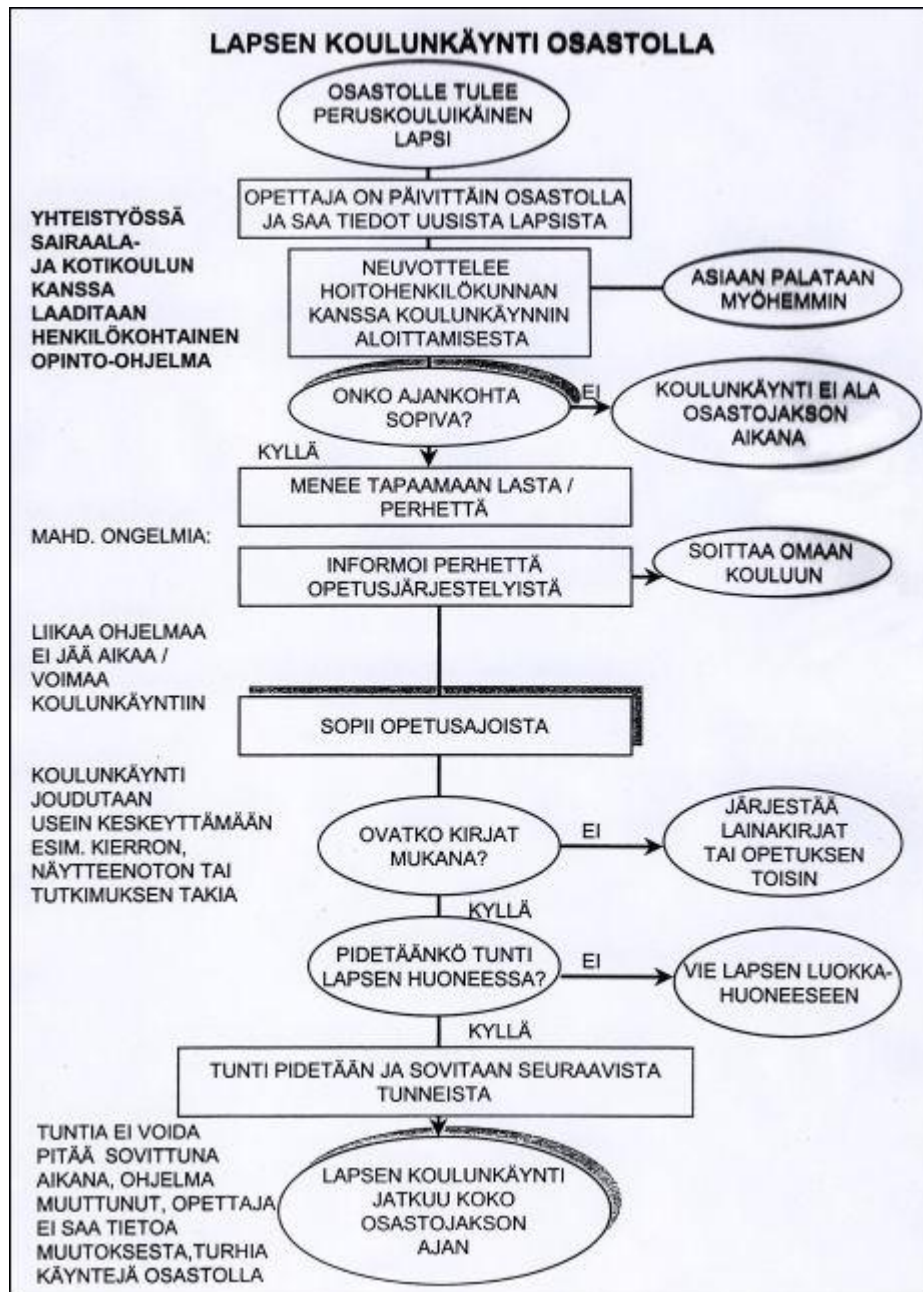 LAPSEN KOULUNKÄYNTI OSASTOLLA
OSASTOLLE TULEE
PERUSKOULUIKÄINEN
LAPSI
OPETTAJA ON PÄIVITTÄIN OSASTOLLA
JA SAA TIEDOT UUSISTA LAPSISTA
YHTEISTYÖSSÄ
SAIRAALA-
JA KOTIKOULUN
KANSSA
LAADITAAN
HENKILÖKOHTAINEN
OPINTO-OHJELMA
NEUVOTTELEE
HOITOHENKILÖKUNNAN
KANSSA KOULUNKÄYNNIN
ALOITTAMISESTA
ASIAAN PALATAAN
MYÖHEMMIN
ONKO AJANKOHTA
SOPIVA?
EI
KOULUNKÄYNTI EI ALA
OSASTOJAKSON
AIKANA
KYLLÄ
MENEE TAPAAMAAN LASTA /
PERHETTÄ
MAHD. ONGELMIA:
INFORMOI PERHETTÄ
OPETUSJÄRJESTELYISTÄ
SOITTAA OMAAN
KOULUUN
LIIKAA OHJELMAA
EI JÄÄ AIKAA /
VOIMAA
KOULUNKÄYNTIIN
SOPII OPETUSAJOISTA
KOULUNKÄYNTI
JOUDUTAAN
USEIN KESKEYTTÄMÄÄN
ESIM. KIERRON,
NÄYTTEENOTON TAI
TUTKIMUKSEN TAKIA
OVATKO KIRJAT
MUKANA?
EI
JÄRJESTÄÄ
LAINAKIRJAT
TAI OPETUKSEN
TOISIN
KYLLÄ
PIDETÄÄNKÖ TUNTI
LAPSEN HUONEESSA?
EI
VIE LAPSEN LUOKKA-
HUONEESEEN
KYLLÄ
TUNTI PIDETÄÄN JA SOVITAAN SEURAAVISTA
TUNNEISTA
TUNTIA EI VOIDA
PITÄÄ SOVITTUNA
AIKANA, OHJELMA
MUUTTUNUT, OPETTAJA
EI SAA TIETOA
MUUTOKSESTA,TURHIA
KÄYNTEJÄ OSASTOLLA
LAPSEN KOULUNKÄYNTI
JATKUU KOKO
OSASTOJAKSON
AJAN